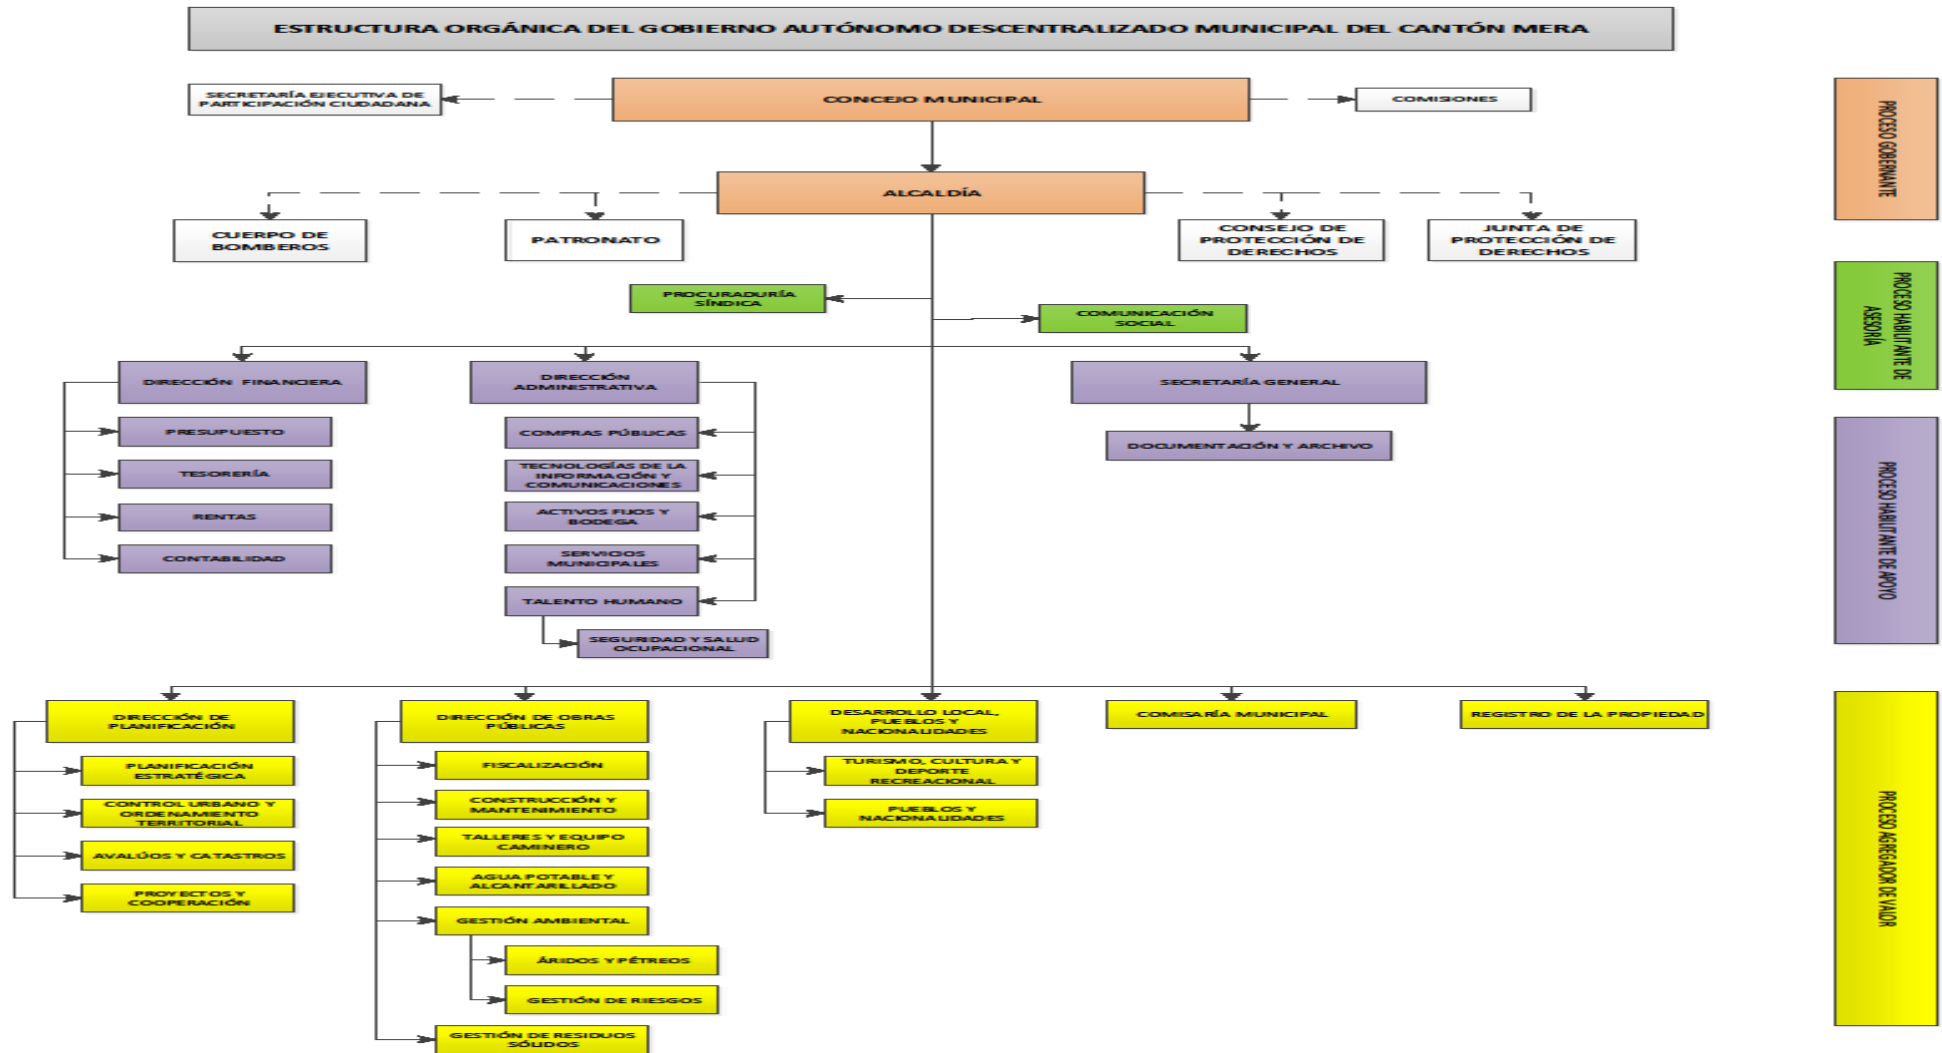 ESTRUCTURA ORGÁNICA DEL GOBIERNO AUTÓNOMO DESCENTRALIZADO MUNICIPAL DEL CANTÓN MERA
SECRETARÍA EJECUTIVA DE
PARTICIPACIÓN CIUDADANA
CONCEJO MUNICIPAL
COMISIONES
ALCALDÍA
CUERPO DE
BOMBEROS
PATRONATO
CONSEJO DE
PROTECCIÓN DE
DERECHOS
JUNTA DE
PROTECCIÓN DE
DERECHOS
PROCESO GOBERNANTE
PROCURADURÍA
SÍNDICA
COMUNICACIÓN
SOCIAL
PROCESO HABILITANTE DE
ASESORÍA
DIRECCIÓN FINANCIERA
PRESUPUESTO
TESORERÍA
RENTAS
CONTABILIDAD
DIRECCIÓN
ADMINISTRATIVA
COMPRAS PÚBLICAS
TECNOLOGÍAS DE LA
INFORMACIÓN Y
COMUNICACIONES
ACTIVOS FIJOS Y
BODEGA
SERVICIOS
MUNICIPALES
TALENTO HUMANO
SEGURIDAD Y SALUD
OCUPACIONAL
SECRETARÍA GENERAL
DOCUMENTACIÓN Y ARCHIVO
PROCESO HABILITANTE DE APOYO
DIRECCIÓN DE
PLANIFICACIÓN
PLANIFICACIÓN
ESTRATÉGICA
CONTROL URBANO Y
ORDENAMIENTO
TERRITORIAL
AVALÚOS Y CATASTROS
PROYECTOS Y
COOPERACIÓN
DIRECCIÓN DE OBRAS
PÚBLICAS
FISCALIZACIÓN
CONSTRUCCIÓN Y
MANTENIMIENTO
TALLERES Y EQUIPO
CAMINERO
AGUA POTABLE Y
ALCANTARILLADO
GESTIÓN AMBIENTAL
ÁRIDOS Y PÉTREOS
GESTIÓN DE RIESGOS
GESTIÓN DE RESIDUOS
SÓLIDOS
DESARROLLO LOCAL,
PUEBLOS Y
NACIONALIDADES
TURISMO, CULTURA Y
DEPORTE
RECREACIONAL
PUEBLOS Y
NACIONALIDADES
COMISARÍA MUNICIPAL
REGISTRO DE LA PROPIEDAD
PROCESO AGREGADOR DE VALOR